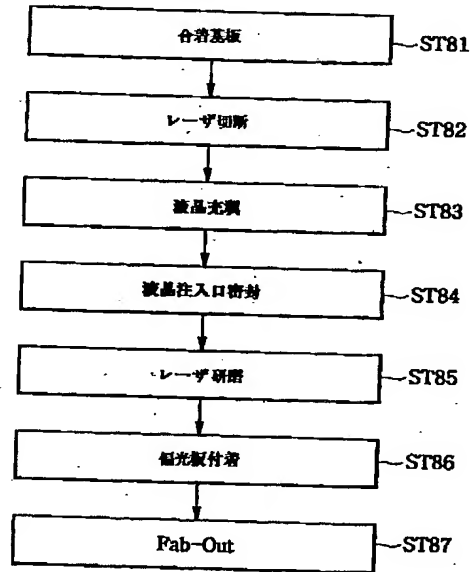 合着基板
ST81
レーザ切断
ST82
液晶充塡
ST83
液晶注入口密封
ST84
レーザ研磨
ST85
偏光板付着
ST86
Fab-Out
ST87